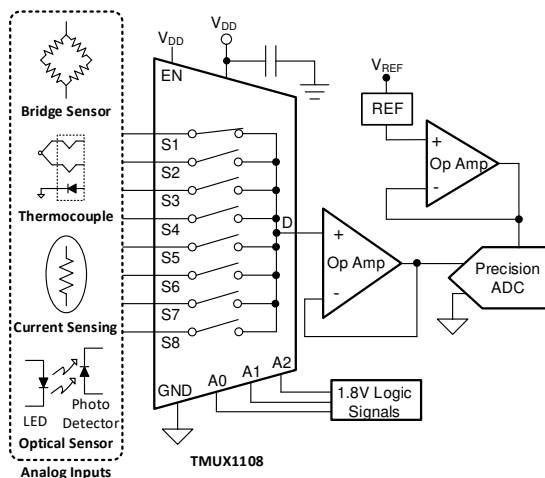 V_DD
V_DD
EN
Bridge Sensor
Thermocouple
Current Sensing
LED
Photo
Detector
Optical Sensor
Analog Inputs
S1
S2
S3
S4
S5
S6
S7
S8
D
GND
A0
A1
A2
TMUX1108
1.8V Logic
Signals
+
Op Amp
-
V_REF
REF
+
Op Amp
-
Precision
ADC